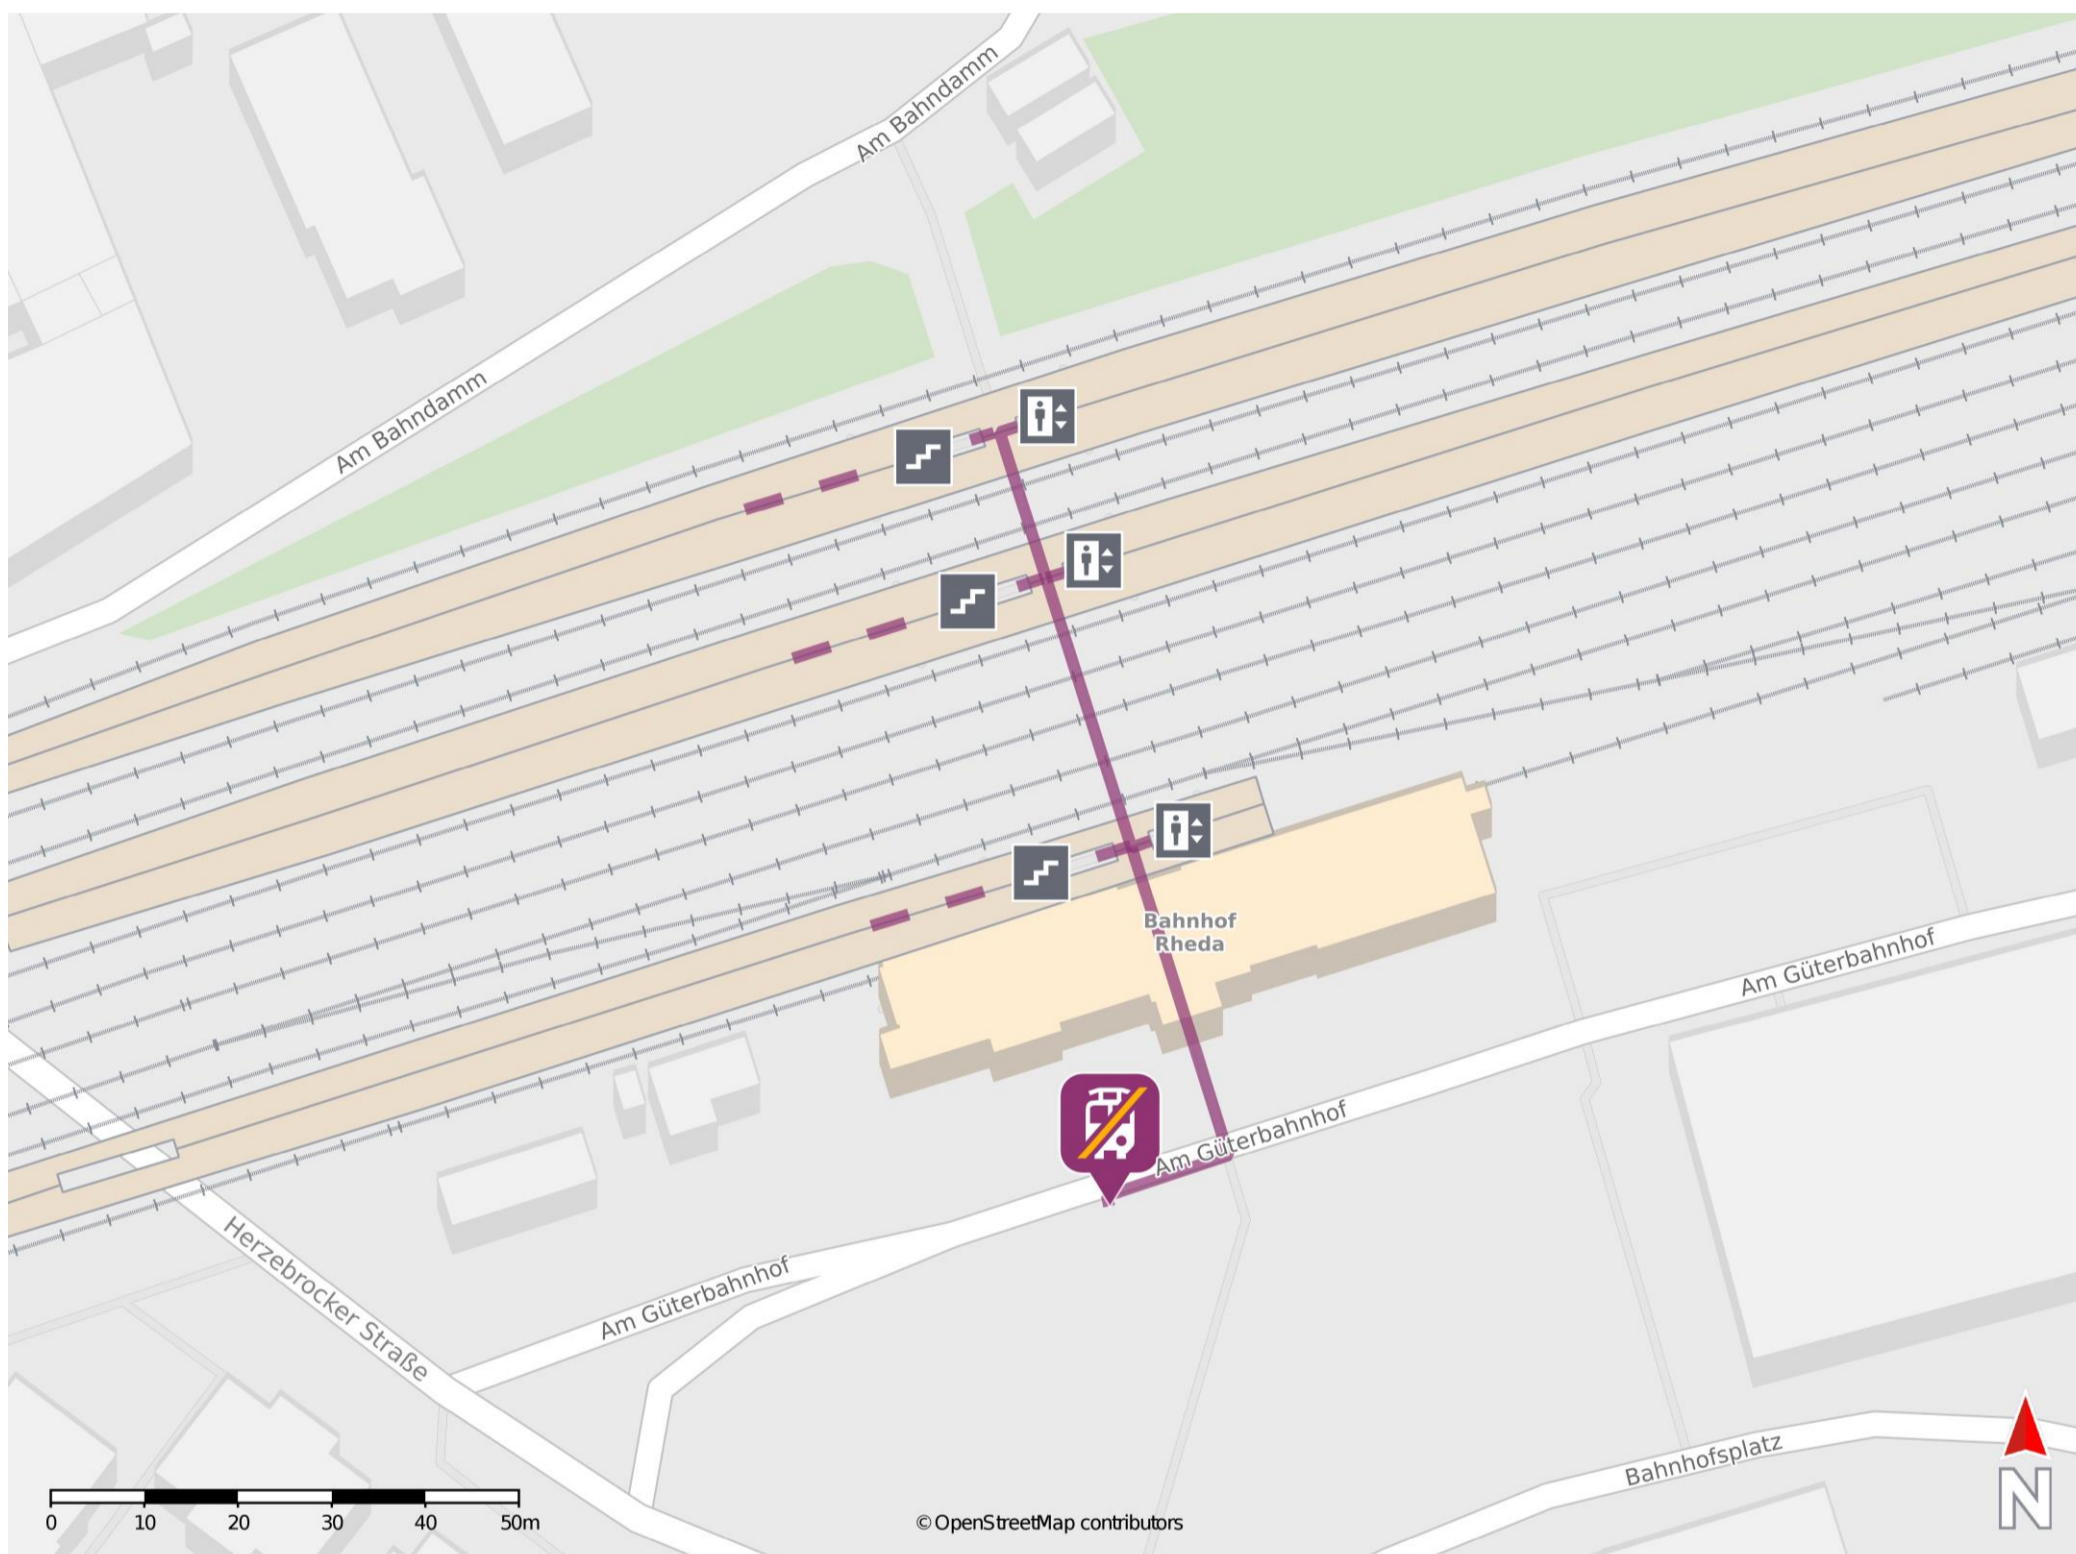 Am Bahndamm
Am Bahndamm
Bahnhof
Rheda
Am Güterbahnhof
Am Güterbahnhof
Am Güterbahnhof
Herzebrocker Straße
Bahnhofsplatz
0 10 20 30 40 50m
© OpenStreetMap contributors
N